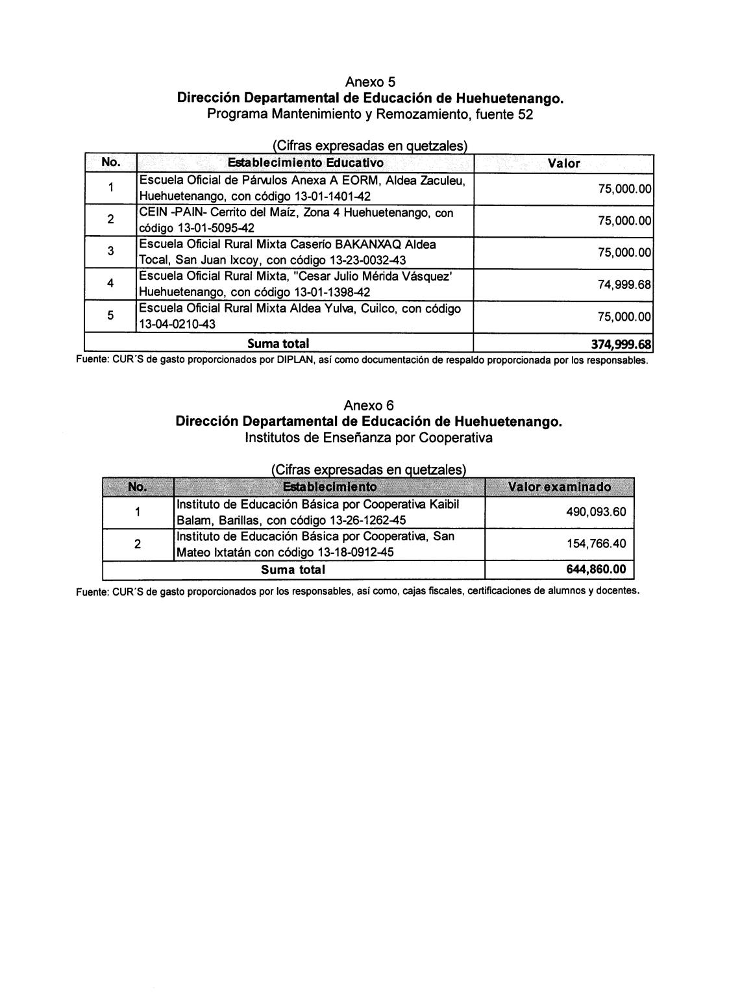 Anexo 5
Dirección Departamental de Educación de Huehuetenango.
Programa Mantenimiento y Remozamiento, fuente 52
(Cifras expresadas en quetzales)
No. Establecimiento Educativo Valor
1 Escuela Oficial de Párvulos Anexa A EORM, Aldea Zaculeu, 75,000.00
Huehuetenango, con código 13-01-1401-42
2 CEIN -PAIN- Cerrito del Maíz, Zona 4 Huehuetenango, con 75,000.00
código 13-01-5095-42
3 Escuela Oficial Rural Mixta Caserío BAKANXAQ Aldea 75,000.00
Tocal, San Juan Ixcoy, con código 13-23-0032-43
4 Escuela Oficial Rural Mixta, "Cesar Julio Mérida Vásquez' 74,999.68
Huehuetenango, con código 13-01-1398-42
5 Escuela Oficial Rural Mixta Aldea Yulva, Cuilco, con código 75,000.00
13-04-0210-43
Suma total 374,999.68
Fuente: CUR´S de gasto proporcionados por DIPLAN, así como documentación de respaldo proporcionada por los responsables.
Anexo 6
Dirección Departamental de Educación de Huehuetenango.
Institutos de Enseñanza por Cooperativa
(Cifras expresadas en quetzales)
No. Establecimiento Valor examinado
1 Instituto de Educación Básica por Cooperativa Kaibil 490,093.60
Balam, Barillas, con código 13-26-1262-45
2 Instituto de Educación Básica por Cooperativa, San 154,766.40
Mateo Ixtatán con código 13-18-0912-45
Suma total 644,860.00
Fuente: CUR´S de gasto proporcionados por los responsables, así como, cajas fiscales, certificaciones de alumnos y docentes.